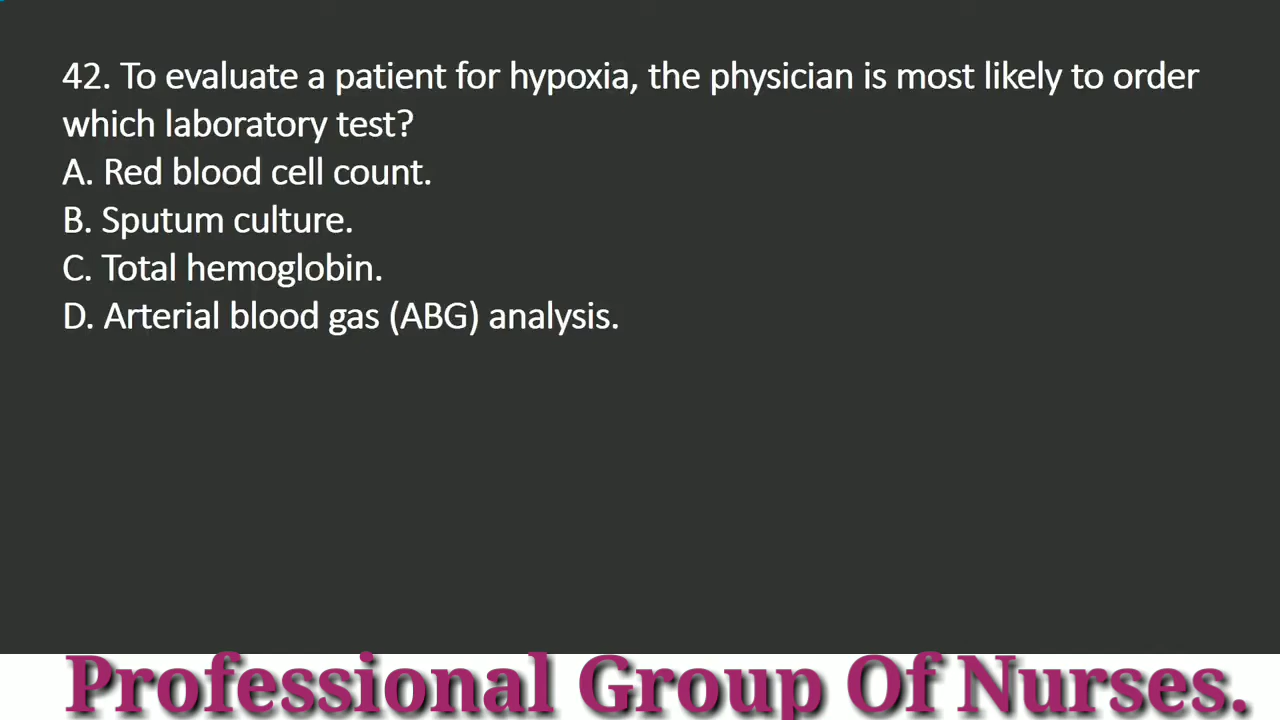 42. To evaluate a patient for hypoxia, the physician is most likely to order
which laboratory test?
A. Red blood cell count.
B. Sputum culture.
C. Total hemoglobin.
D. Arterial blood gas (ABG) analysis.
Professional Group Of Nurses.